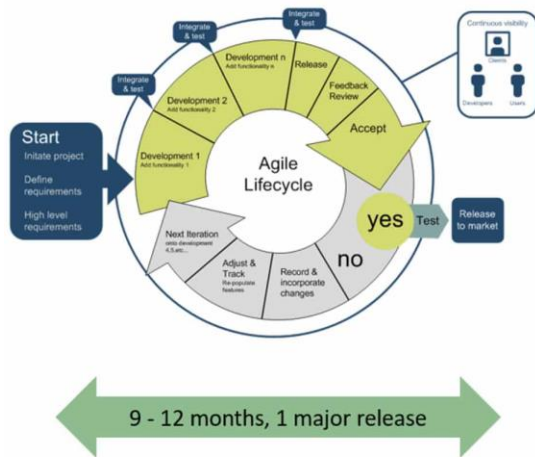 Integrate
& test
Integrate
& test
Integrate
& test
Continuous visibility
Clients
Developers
Users
Start
Initate project
Define
requirements
High level
requirements
Development 1
Add functionality 1
Development 2
Add functionality 2
Development n
Add functionality n
Release
Feedback
Review
Accept
Agile
Lifecycle
yes
Test
Release
to market
no
Record &
incorporate
changes
Adjust &
Track
Re-populate
features
Next Iteration
onto development
4,5,etc...
9 - 12 months, 1 major release